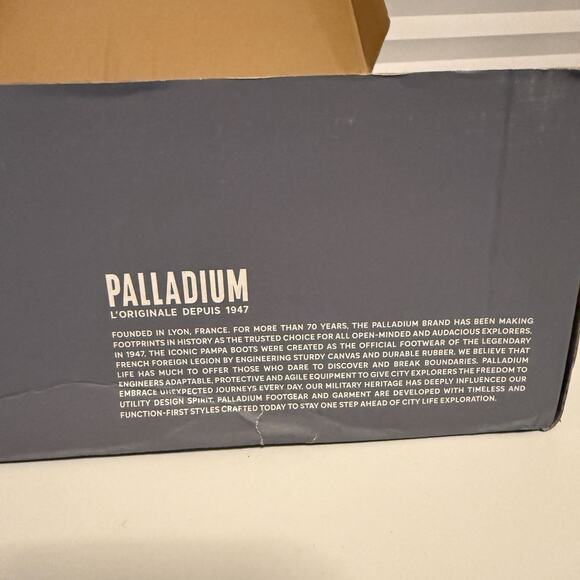 PALLADIUM
L'ORIGINALE DEPUIS 1947
FOUNDED IN LYON, FRANCE. FOR MORE THAN 70 YEARS, THE PALLADIUM BRAND HAS BEEN MAKING
FOOTPRINTS IN HISTORY AS THE TRUSTED CHOICE FOR ALL OPEN-MINDED AND AUDACIOUS EXPLORERS.
IN 1947, THE ICONIC PAMPA BOOTS WERE CREATED AS THE OFFICIAL FOOTWEAR OF THE LEGENDARY
FRENCH FOREIGN LEGION BY ENGINEERING STURDY CANVAS AND DURABLE RUBBER. WE BELIEVE THAT
LIFE HAS MUCH TO OFFER THOSE WHO DARE TO DISCOVER AND BREAK BOUNDARIES. PALLADIUM
ENGINEERS ADAPTABLE, PROTECTIVE AND AGILE EQUIPMENT TO GIVE CITY EXPLORERS THE FREEDOM TO
EMBRACE UNEXPECTED JOURNEYS EVERY DAY. OUR MILITARY HERITAGE HAS DEEPLY INFLUENCED OUR
UTILITY DESIGN SPIRIT. PALLADIUM FOOTGEAR AND GARMENT ARE DEVELOPED WITH TIMELESS AND
FUNCTION-FIRST STYLES CRAFTED TODAY TO STAY ONE STEP AHEAD OF CITY LIFE EXPLORATION.